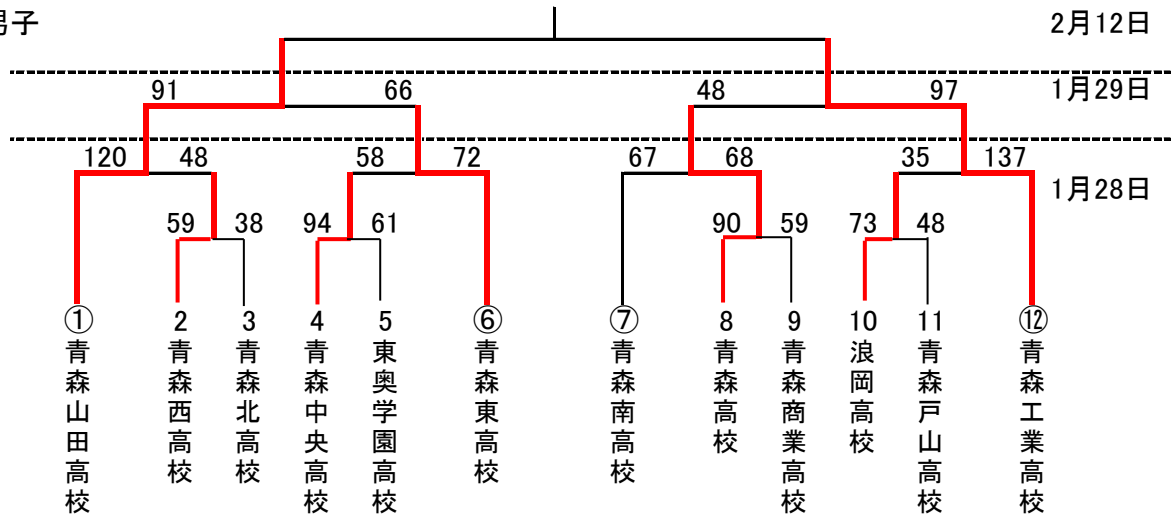 男子
2月12日
91 66 48 97
1月29日
120 48 58 72 67 68 35 137
1月28日
59 38 94 61 90 59 73 48
① 2 3 4 5 ⑥ ⑦ 8 9 10 11 ⑫
青森山田高校
青森西高校
青森北高校
青森中央高校
東奥学園高校
青森東高校
青森南高校
青森高校
青森商業高校
浪岡高校
青森戸山高校
青森工業高校